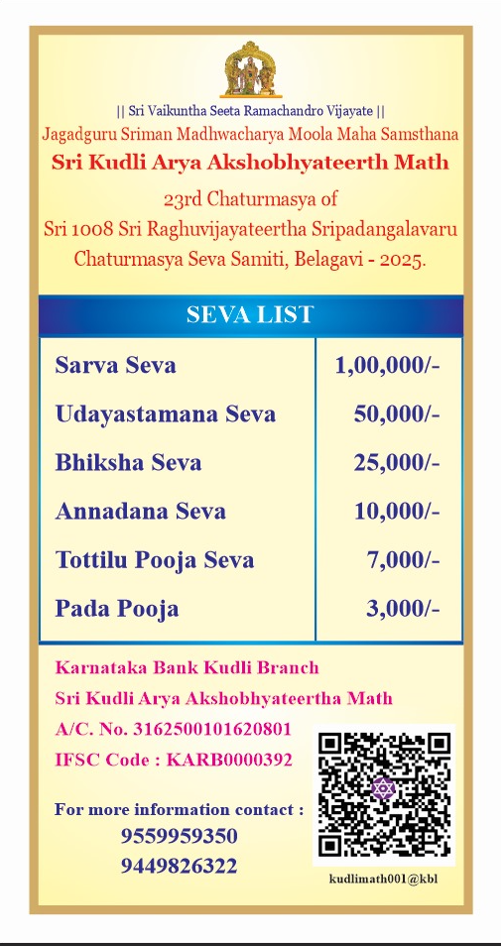 || Sri Vaikuntha Seeta Ramachandro Vijayate ||
Jagadguru Sriman Madhwacharya Moola Maha Samsthana
Sri Kudli Arya Akshobhyateerth Math
23rd Chaturmasya of
Sri 1008 Sri Raghuvijayateertha Sripadangalavaru
Chaturmasya Seva Samiti, Belagavi - 2025.
SEVA LIST
Sarva Seva 1,00,000/-
Udayastamana Seva 50,000/-
Bhiksha Seva 25,000/-
Annadana Seva 10,000/-
Tottilu Pooja Seva 7,000/-
Pada Pooja 3,000/-
Karnataka Bank Kudli Branch
Sri Kudli Arya Akshobhyateertha Math
A/C. No. 3162500101620801
IFSC Code : KARB0000392
For more information contact :
9559959350
9449826322
kudlimath001@kbl